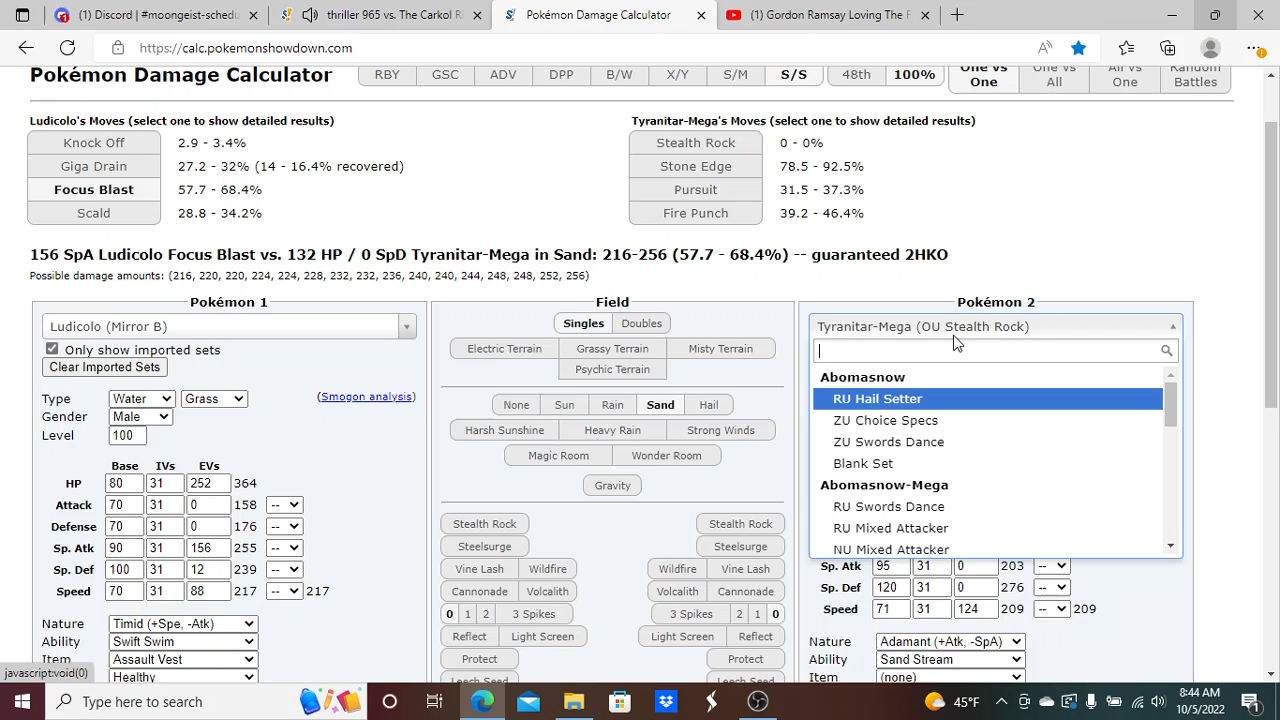 (1) Discord | #moongeist-schedu
thriller 965 vs. The Carkol R
Pokémon Damage Calculator
(1) Gordon Ramsay Loving The F
https://calc.pokemonshowdown.com
Pokémon Damage Calculator
RBY GSC ADV DPP B/W X/Y S/M S/S 48th 100%
One vs One
One vs All
All vs One
Random Battles
Ludicolo's Moves (select one to show detailed results)
Knock Off 2.9 - 3.4%
Giga Drain 27.2 - 32% (14 - 16.4% recovered)
Focus Blast 57.7 - 68.4%
Scald 28.8 - 34.2%
Tyranitar-Mega's Moves (select one to show detailed results)
Stealth Rock 0 - 0%
Stone Edge 78.5 - 92.5%
Pursuit 31.5 - 37.3%
Fire Punch 39.2 - 46.4%
156 SpA Ludicolo Focus Blast vs. 132 HP / 0 SpD Tyranitar-Mega in Sand: 216-256 (57.7 - 68.4%) -- guaranteed 2HKO
Possible damage amounts: (216, 220, 220, 224, 224, 228, 232, 232, 236, 240, 240, 244, 248, 248, 252, 256)
Pokémon 1
Ludicolo (Mirror B)
Only show imported sets
Clear Imported Sets
Type Water Grass (Smogon analysis)
Gender Male
Level 100
Base IVs EVs
HP 80 31 252 364
Attack 70 31 0 158 --
Defense 70 31 0 176 --
Sp. Atk 90 31 156 255 --
Sp. Def 100 31 12 239 --
Speed 70 31 88 217 -- 217
Nature Timid (+Spe, -Atk)
Ability Swift Swim
Item Assault Vest
Healthy
javascript:void(0)
Field
Singles Doubles
Electric Terrain Grassy Terrain Misty Terrain
Psychic Terrain
None Sun Rain Sand Hail
Harsh Sunshine Heavy Rain Strong Winds
Magic Room Wonder Room
Gravity
Stealth Rock Stealth Rock
Steelsurge Steelsurge
Vine Lash Wildfire Wildfire Vine Lash
Cannonade Volcalith Volcalith Cannonade
0 1 2 3 Spikes 3 Spikes 2 1 0
Reflect Light Screen Light Screen Reflect
Protect Protect
Leech Seed Leech Seed
Pokémon 2
Tyranitar-Mega (OU Stealth Rock)
Abomasnow
RU Hail Setter
ZU Choice Specs
ZU Swords Dance
Blank Set
Abomasnow-Mega
RU Swords Dance
RU Mixed Attacker
NU Mixed Attacker
Sp. Atk 95 31 0 203 --
Sp. Def 120 31 0 276 --
Speed 71 31 124 209 -- 209
Nature Adamant (+Atk, -SpA)
Ability Sand Stream
Item (none)
Type here to search
45°F
8:44 AM
10/5/2022
1